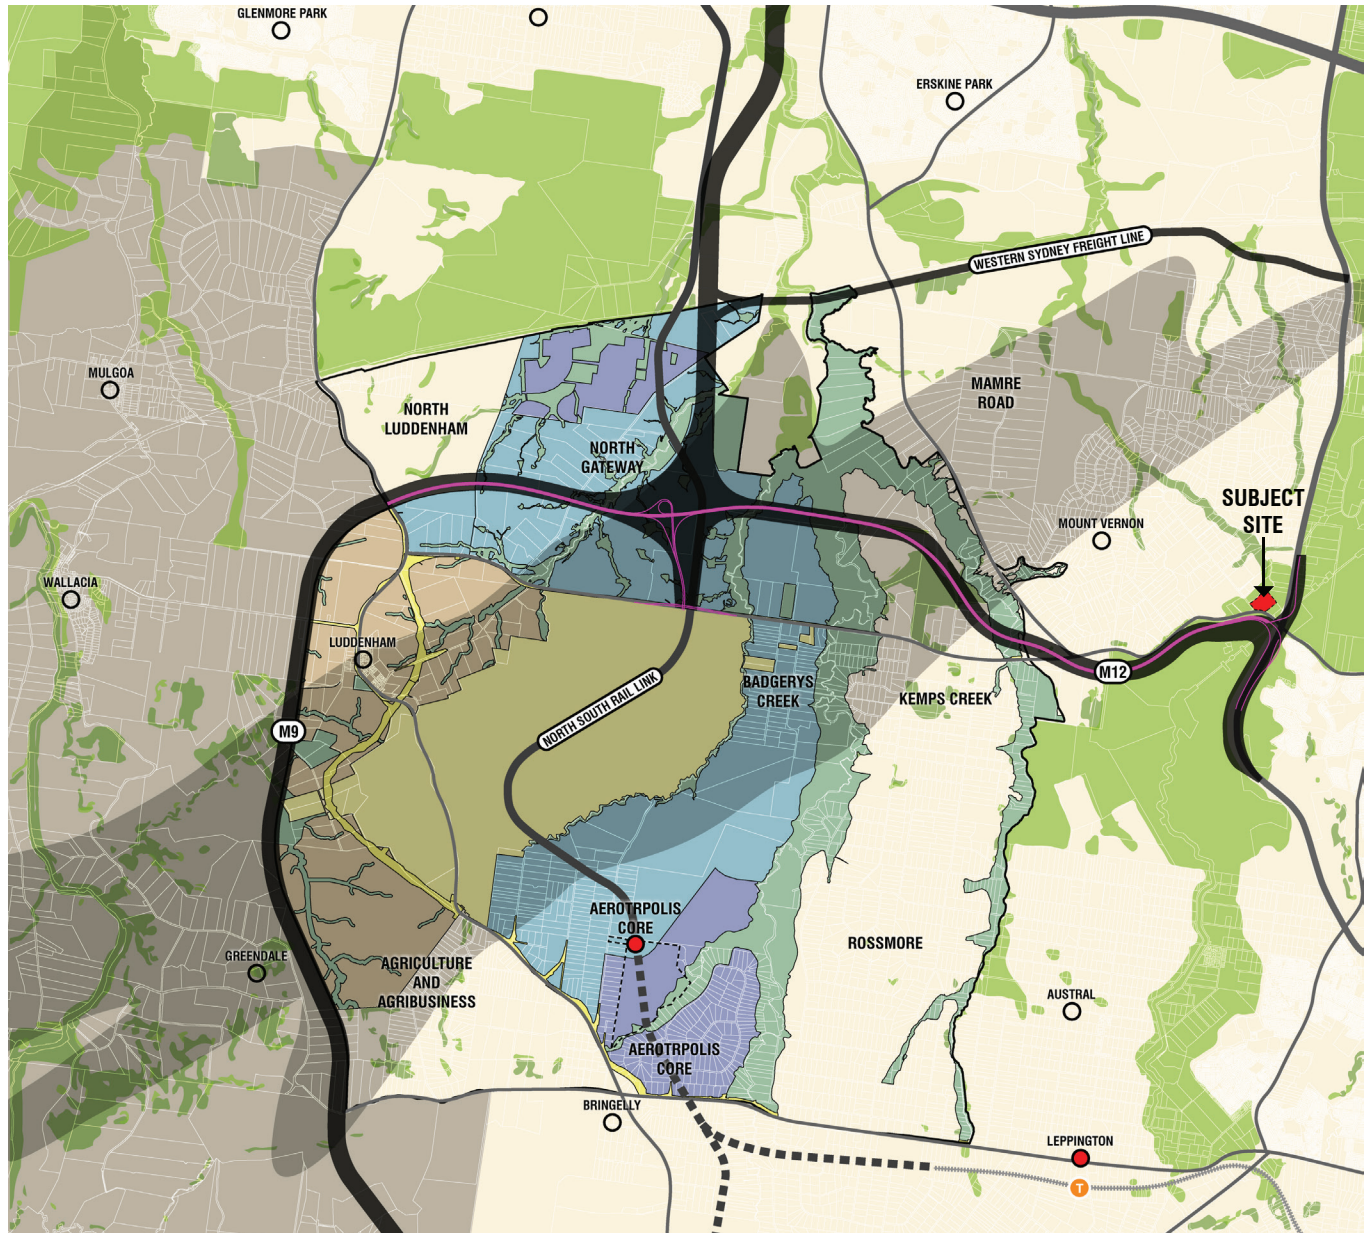 GLENMORE PARK
ERSKINE PARK
WESTERN SYDNEY FREIGHT LINE
MULGOA
MAMRE
ROAD
NORTH
LUDDENHAM
NORTH
GATEWAY
SUBJECT
SITE
MOUNT VERNON
WALLACIA
LUDDENHAM
M12
BADGERYS
CREEK
KEMPS CREEK
NORTH SOUTH RAIL LINK
M9
AEROTRPOLIS
CORE
ROSSMORE
GREENDALE
AGRICULTURE
AND
AGRIBUSINESS
AUSTRAL
AEROTRPOLIS
CORE
BRINGELLY
LEPPINGTON
T